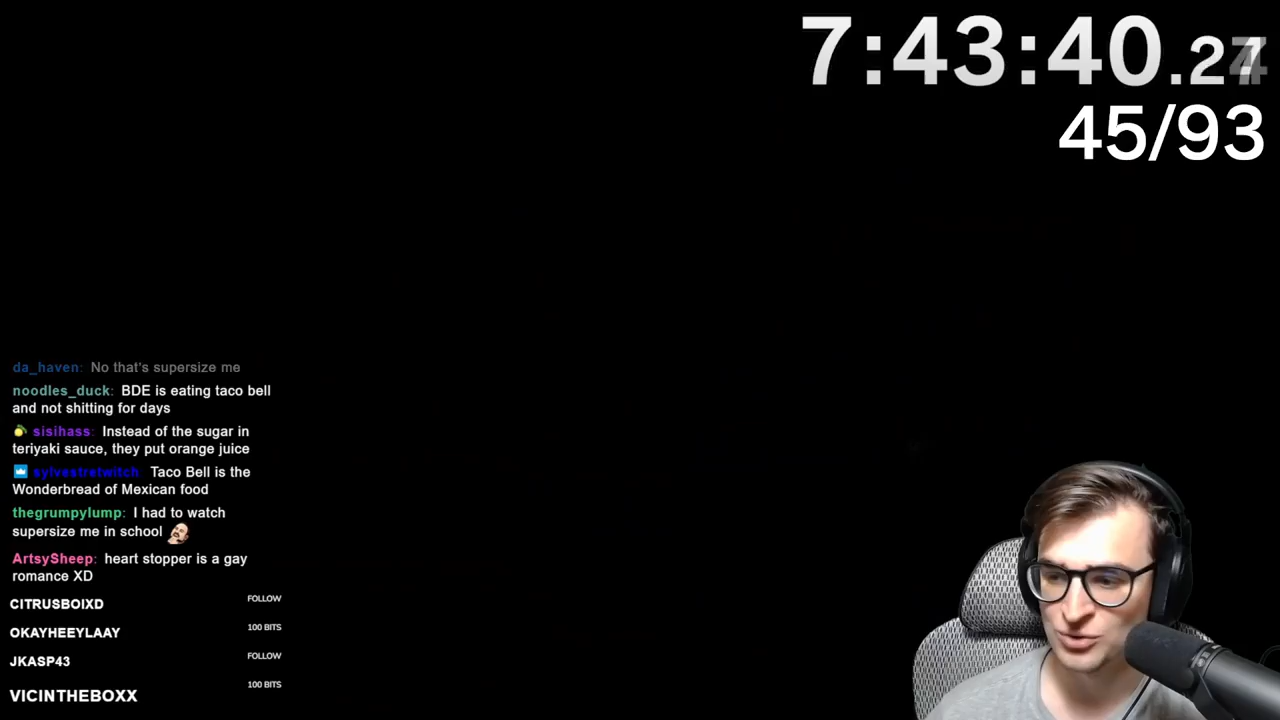 7:43:40.27
45/93
da_haven: No that's supersize me
noodles_duck: BDE is eating taco bell
and not shitting for days
sisihass: Instead of the sugar in
teriyaki sauce, they put orange juice
sylvestretwitch: Taco Bell is the
Wonderbread of Mexican food
thegrumpylump: I had to watch
supersize me in school
ArtsySheep: heart stopper is a gay
romance XD
CITRUSBOIXD FOLLOW
OKAYHEEYLAAY 100 BITS
JKASP43 FOLLOW
VICINTHEBOXX 100 BITS